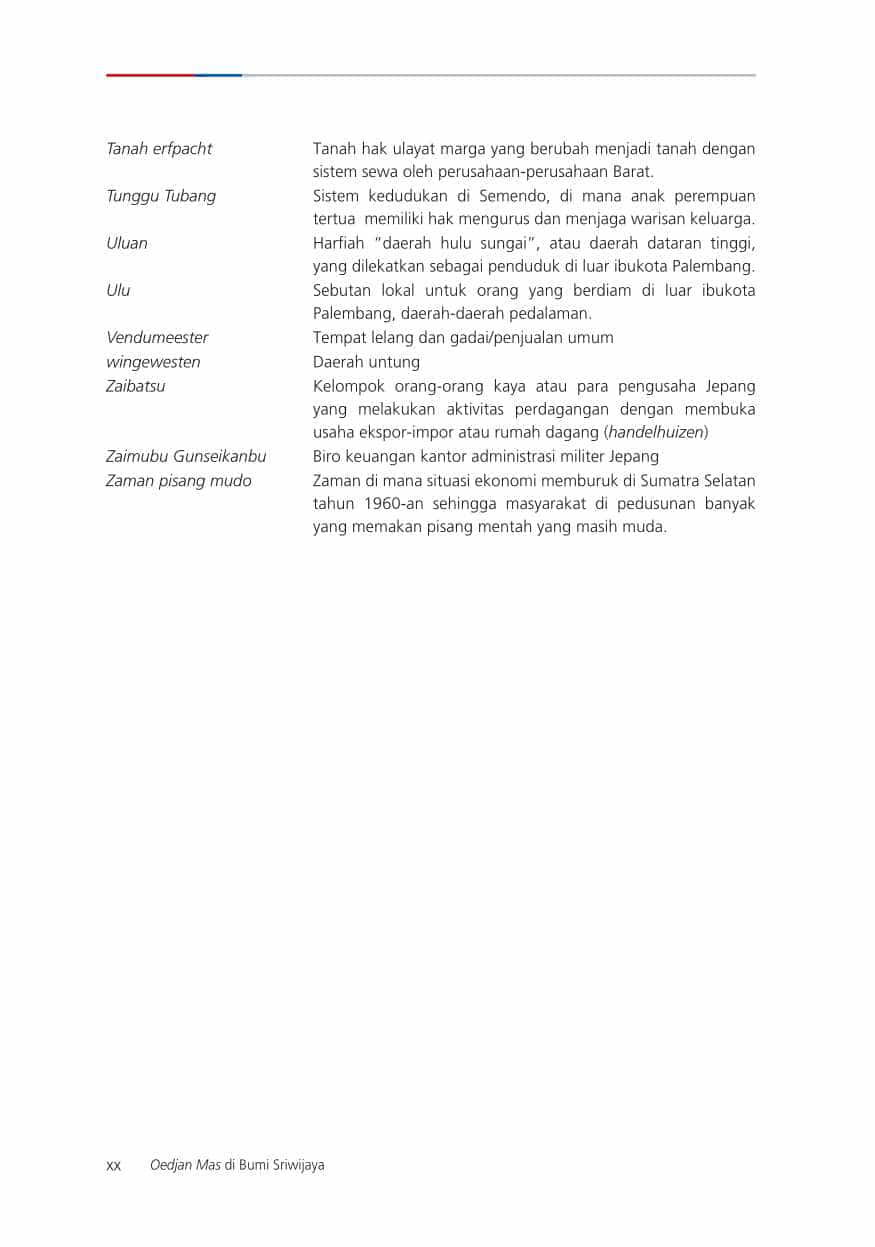 Tanah erfpacht Tanah hak ulayat marga yang berubah menjadi tanah dengan
sistem sewa oleh perusahaan-perusahaan Barat.
Tunggu Tubang Sistem kedudukan di Semendo, di mana anak perempuan
tertua memiliki hak mengurus dan menjaga warisan keluarga.
Uluan Harfiah “daerah hulu sungai”, atau daerah dataran tinggi,
yang dilekatkan sebagai penduduk di luar ibukota Palembang.
Ulu Sebutan lokal untuk orang yang berdiam di luar ibukota
Palembang, daerah-daerah pedalaman.
Vendumeester Tempat lelang dan gadai/penjualan umum
wingewesten Daerah untung
Zaibatsu Kelompok orang-orang kaya atau para pengusaha Jepang
yang melakukan aktivitas perdagangan dengan membuka
usaha ekspor-impor atau rumah dagang (handelhuizen)
Zaimubu Gunseikanbu Biro keuangan kantor administrasi militer Jepang
Zaman pisang mudo Zaman di mana situasi ekonomi memburuk di Sumatra Selatan
tahun 1960-an sehingga masyarakat di pedusunan banyak
yang memakan pisang mentah yang masih muda.
xx Oedjan Mas di Bumi Sriwijaya